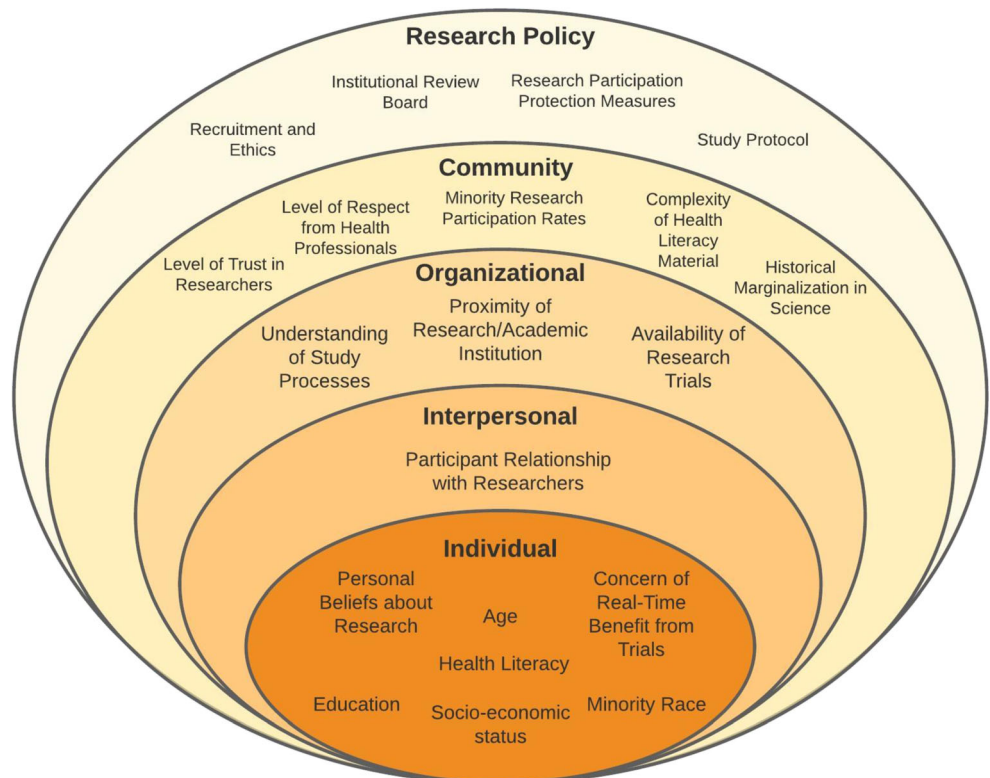 Research Policy
Institutional Review
Board
Research Participation
Protection Measures
Recruitment and
Ethics
Study Protocol
Community
Level of Respect
from Health
Professionals
Minority Research
Participation Rates
Complexity
of Health
Literacy
Material
Level of Trust in
Researchers
Historical
Marginalization in
Science
Organizational
Understanding
of Study
Processes
Proximity of
Research/Academic
Institution
Availability of
Research
Trials
Interpersonal
Participant Relationship
with Researchers
Individual
Personal
Beliefs about
Research
Age
Concern of
Real-Time
Benefit from
Trials
Health Literacy
Education
Socio-economic
status
Minority Race